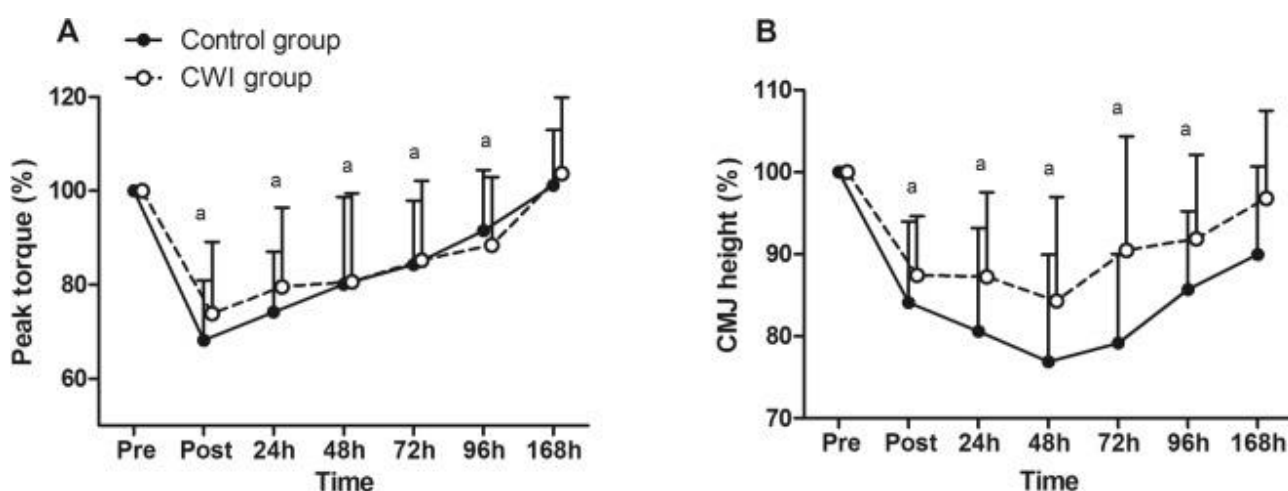 A
Control group
CWI group
Peak torque (%)
120
100
80
60
a a a a a
Pre Post 24h 48h 72h 96h 168h
Time
B
CMJ height (%)
110
100
90
80
70
a a a a a
Pre Post 24h 48h 72h 96h 168h
Time